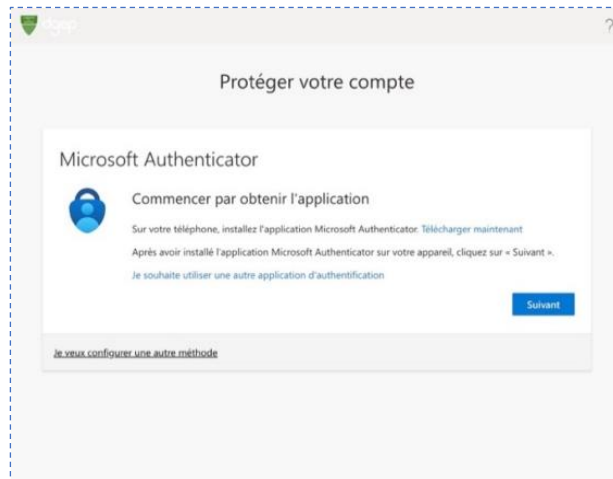 dgep
?
Protéger votre compte
Microsoft Authenticator
Commencer par obtenir l'application
Sur votre téléphone, installez l'application Microsoft Authenticator. Télécharger maintenant
Après avoir installé l'application Microsoft Authenticator sur votre appareil, cliquez sur « Suivant ».
Je souhaite utiliser une autre application d'authentification
Suivant
Je veux configurer une autre méthode